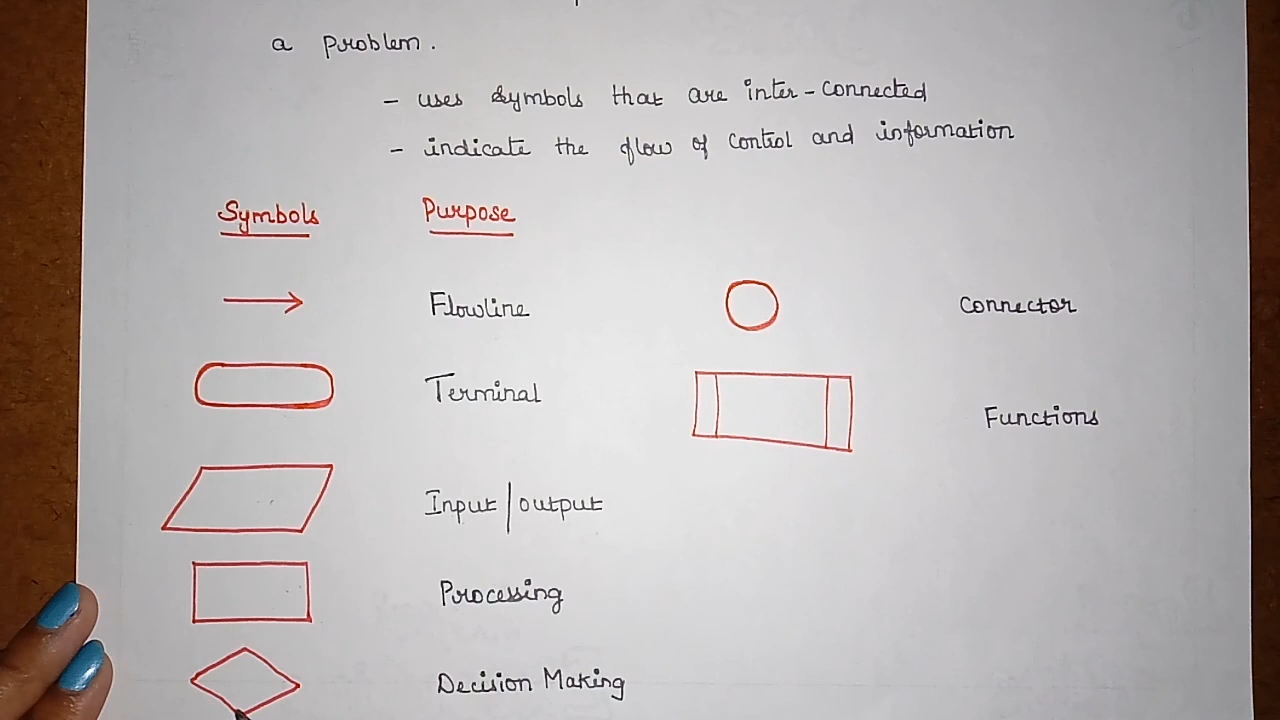 a problem.
- uses symbols that are inter-connected
- indicate the flow of control and information
Symbols Purpose
Flowline
Connector
Terminal
Functions
Input/output
Processing
Decision Making